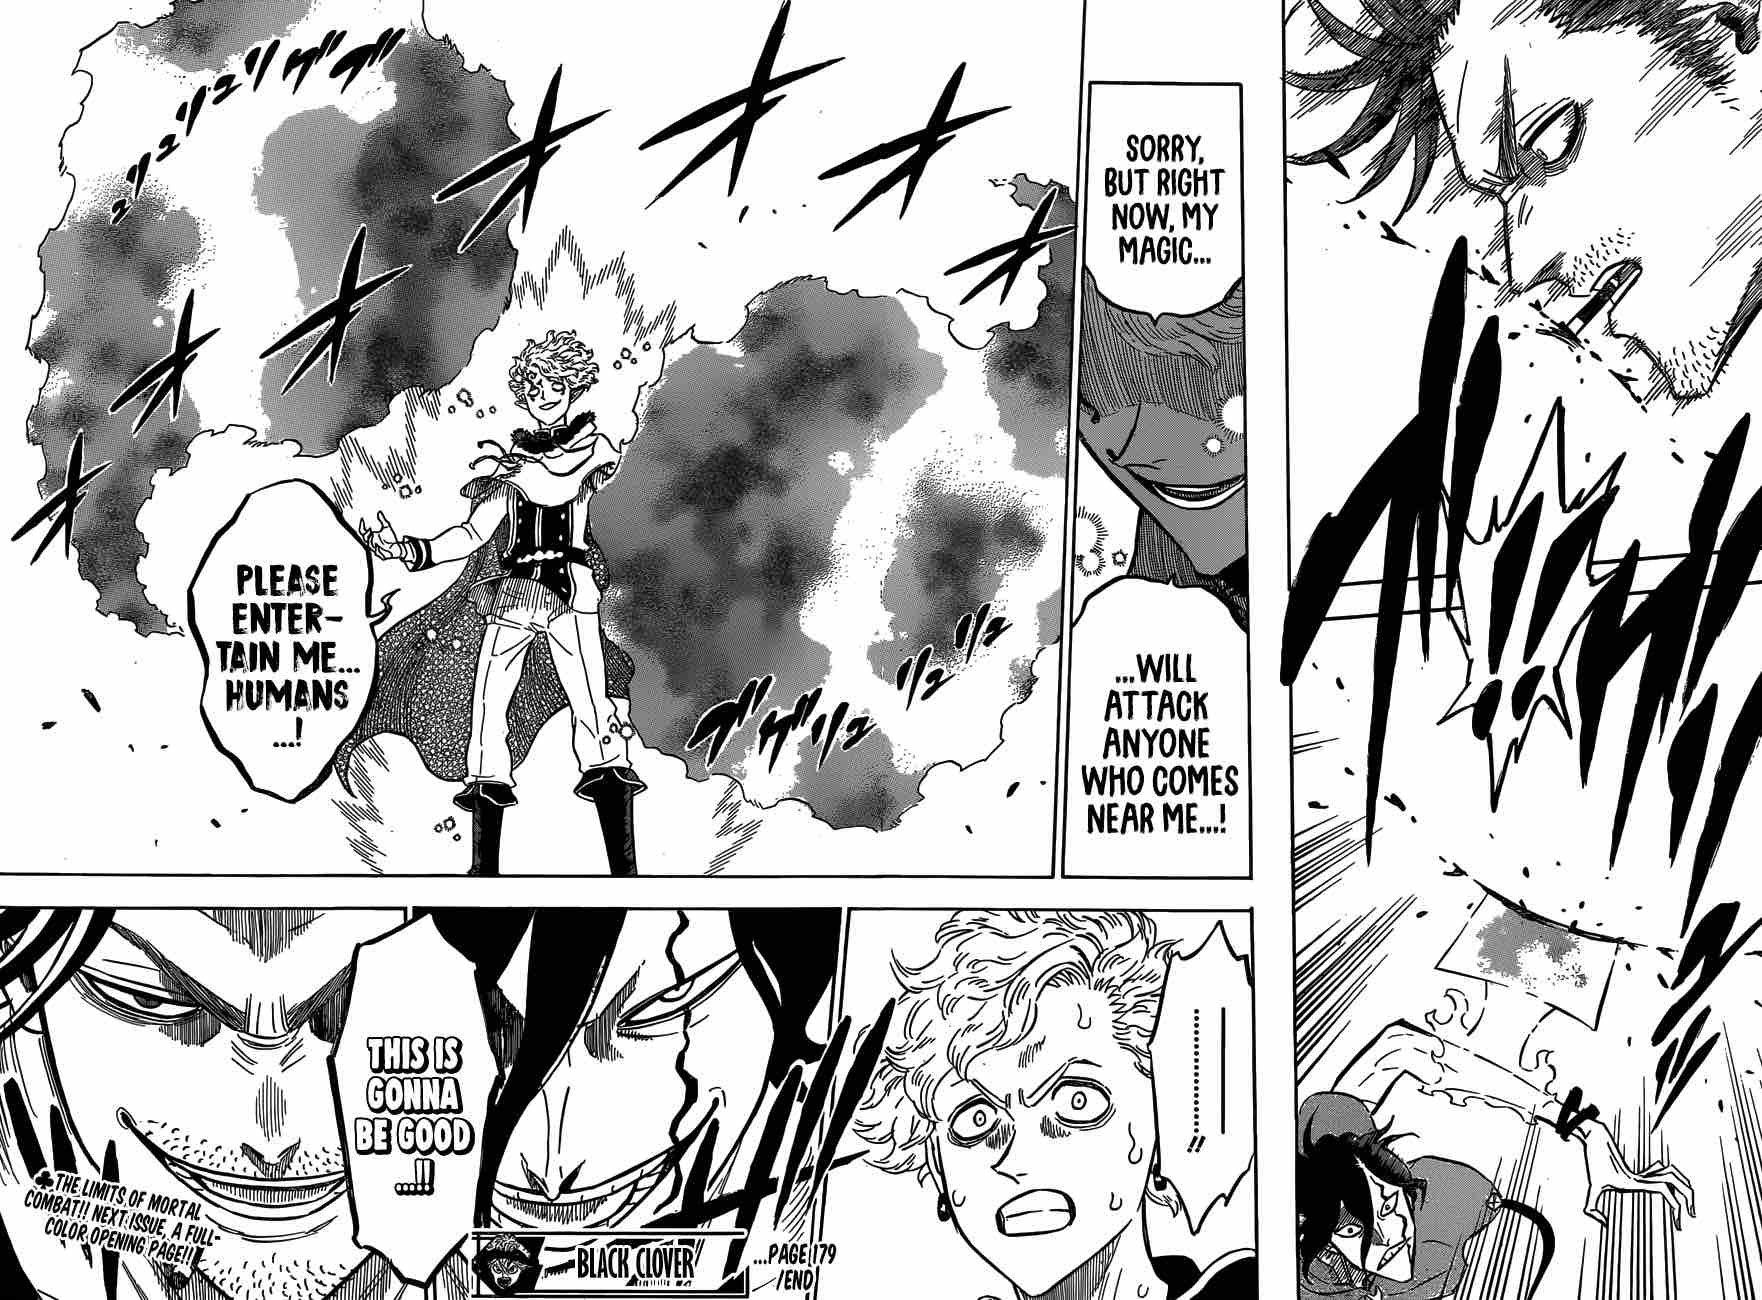 SORRY,
BUT RIGHT
NOW, MY
MAGIC...
...WILL
ATTACK
ANYONE
WHO COMES
NEAR ME...!
PLEASE
ENTER-
TAIN ME...
HUMANS
...!
..........!!
THIS IS
GONNA
BE GOOD
...!!
♣THE LIMITS OF MORTAL
COMBAT!! NEXT ISSUE, A FULL-
COLOR OPENING PAGE!!
BLACK CLOVER
...PAGE 179
/END